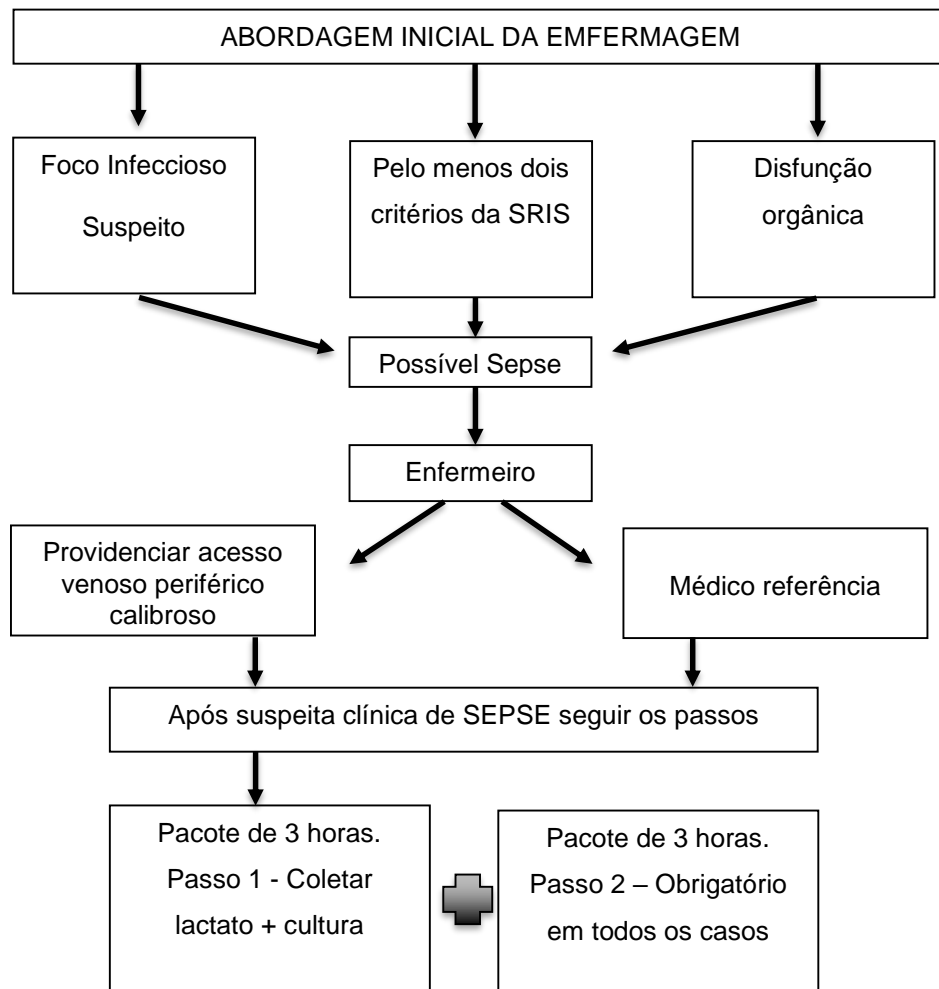 ABORDAGEM INICIAL DA EMFERMAGEM
Foco Infeccioso
Suspeito
Pelo menos dois
critérios da SRIS
Disfunção
orgânica
Possível Sepse
Enfermeiro
Providenciar acesso
venoso periférico
calibroso
Médico referência
Após suspeita clínica de SEPSE seguir os passos
Pacote de 3 horas.
Passo 1 - Coletar
lactato + cultura
Pacote de 3 horas.
Passo 2 – Obrigatório
em todos os casos